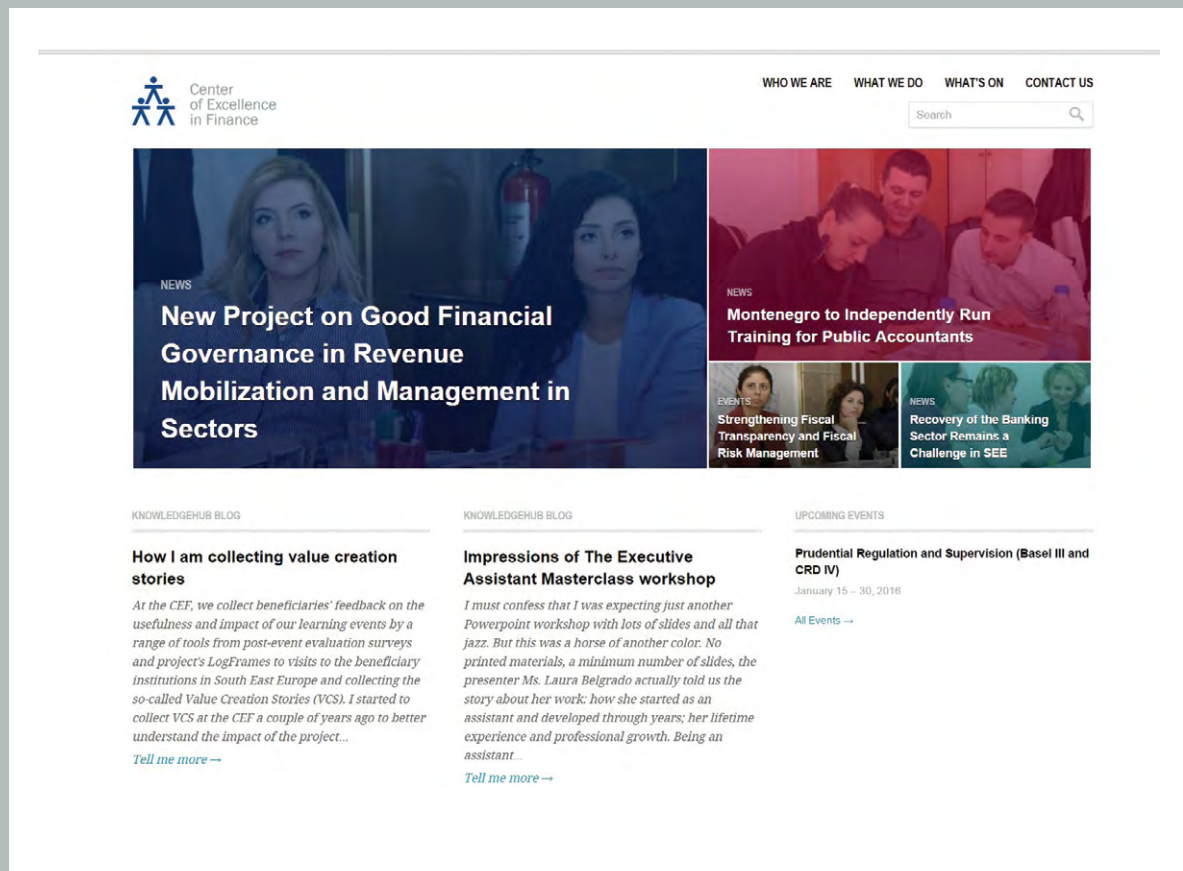 Center
of Excellence
in Finance
WHO WE ARE
WHAT WE DO
WHAT'S ON
CONTACT US
Search
NEWS
New Project on Good Financial
Governance in Revenue
Mobilization and Management in
Sectors
NEWS
Montenegro to Independently Run
Training for Public Accountants
EVENTS
Strengthening Fiscal
Transparency and Fiscal
Risk Management
NEWS
Recovery of the Banking
Sector Remains a
Challenge in SEE
KNOWLEDGEHUB BLOG
How I am collecting value creation
stories
At the CEF, we collect beneficiaries' feedback on the
usefulness and impact of our learning events by a
range of tools from post-event evaluation surveys
and project's LogFrames to visits to the beneficiary
institutions in South East Europe and collecting the
so-called Value Creation Stories (VCS). I started to
collect VCS at the CEF a couple of years ago to better
understand the impact of the project...
Tell me more →
KNOWLEDGEHUB BLOG
Impressions of The Executive
Assistant Masterclass workshop
I must confess that I was expecting just another
Powerpoint workshop with lots of slides and all that
jazz. But this was a horse of another color. No
printed materials, a minimum number of slides, the
presenter Ms. Laura Belgrado actually told us the
story about her work: how she started as an
assistant and developed through years; her lifetime
experience and professional growth. Being an
assistant...
Tell me more →
UPCOMING EVENTS
Prudential Regulation and Supervision (Basel III and
CRD IV)
January 15 – 30, 2016
All Events →